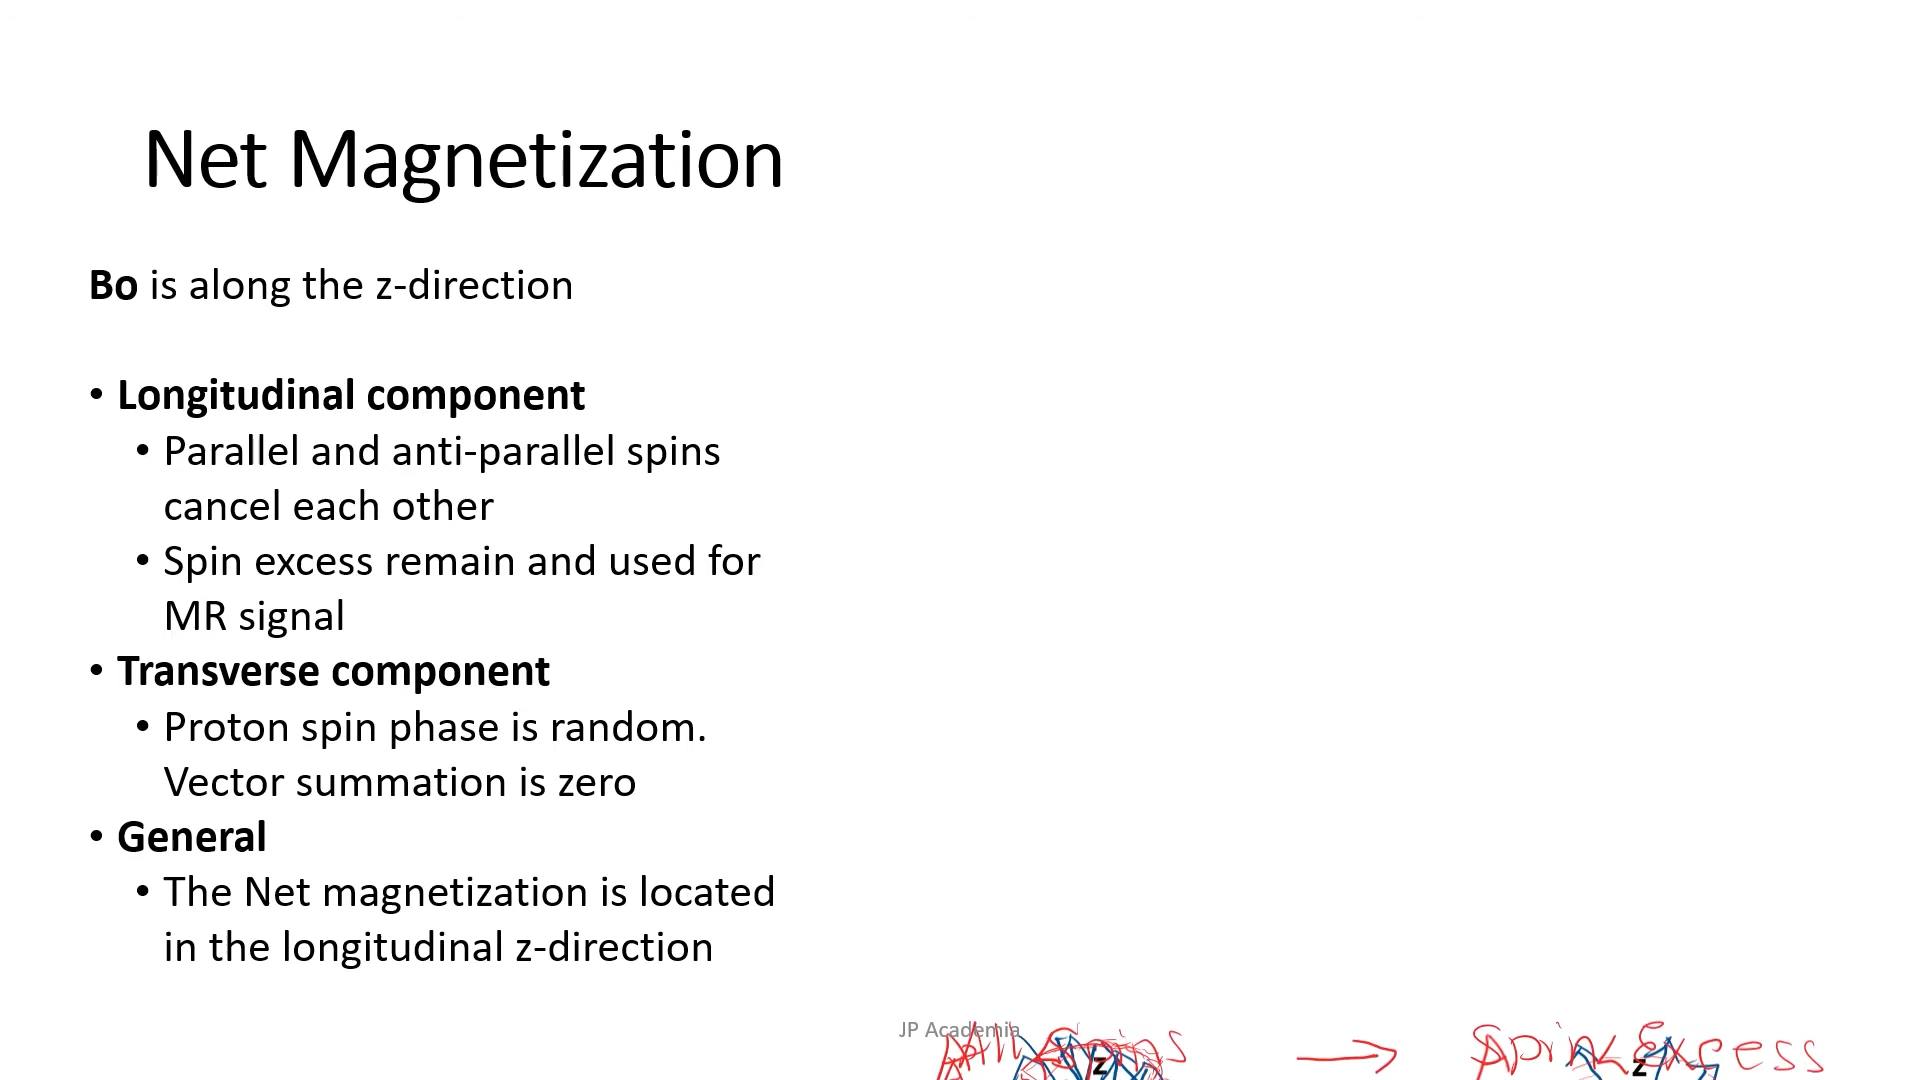 Net Magnetization
Bo is along the z-direction
• Longitudinal component
• Parallel and anti-parallel spins
cancel each other
• Spin excess remain and used for
MR signal
• Transverse component
• Proton spin phase is random.
Vector summation is zero
• General
• The Net magnetization is located
in the longitudinal z-direction
JP Academia
All Spins → Spin Excess
z z